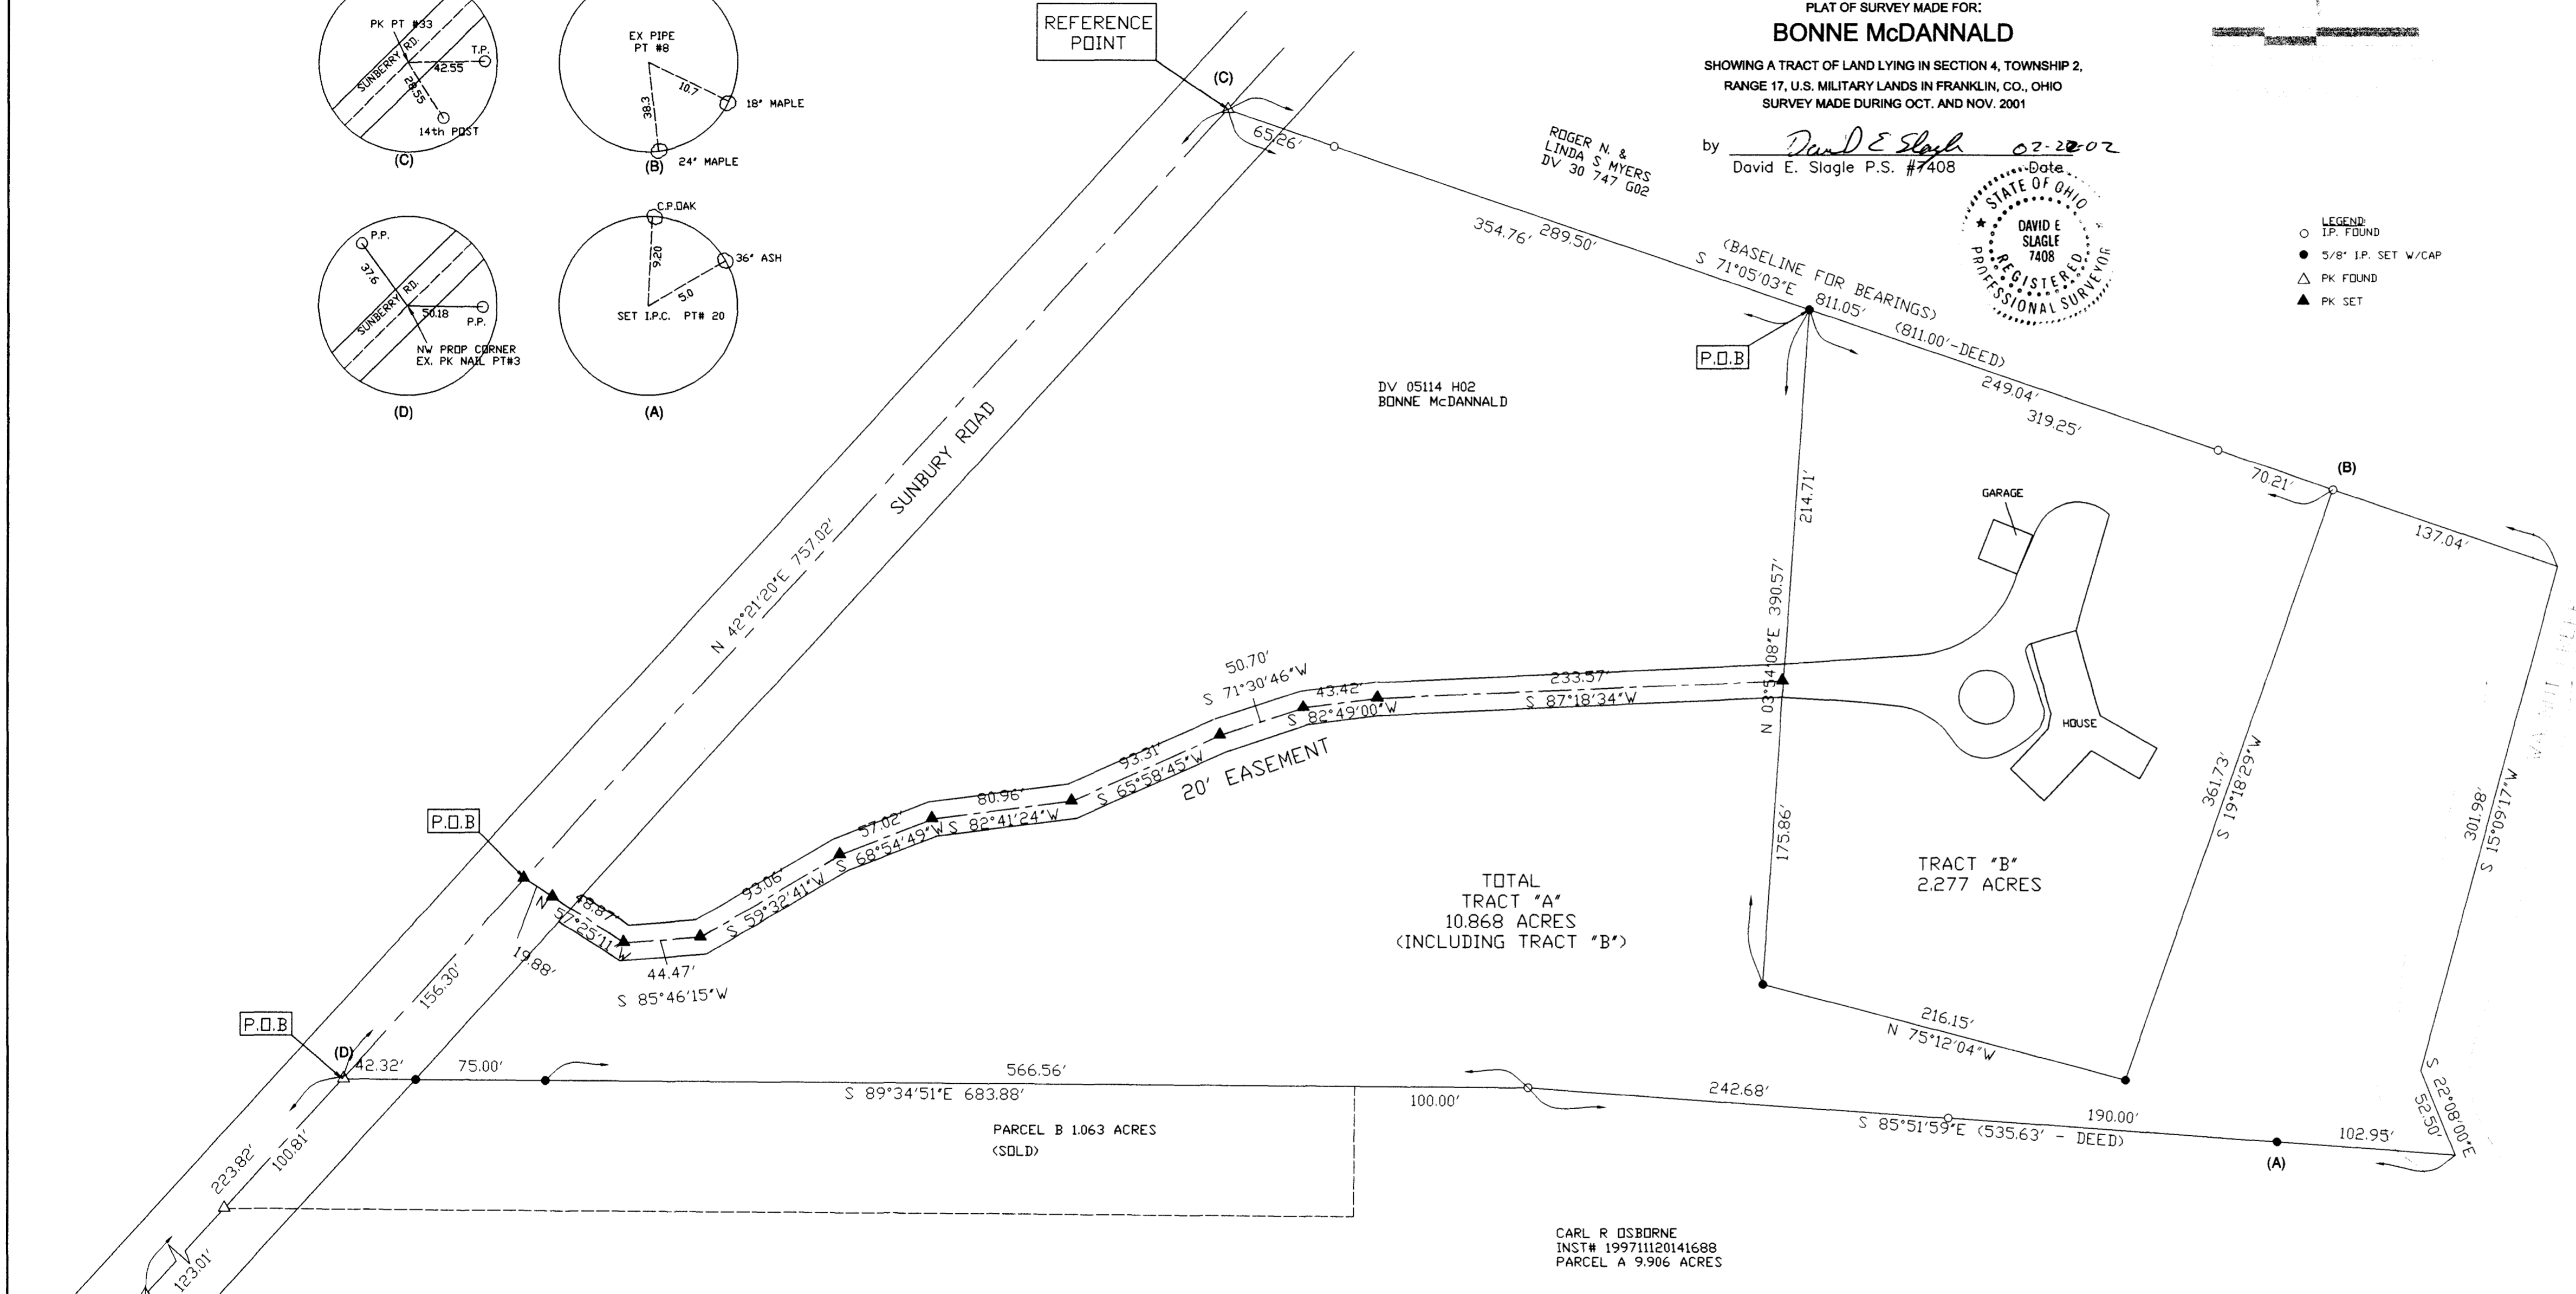 PLAT OF SURVEY MADE FOR:
BONNE McDANNALD
SHOWING A TRACT OF LAND LYING IN SECTION 4, TOWNSHIP 2,
RANGE 17, U.S. MILITARY LANDS IN FRANKLIN, CO., OHIO
SURVEY MADE DURING OCT. AND NOV. 2001
by David E Slagle
David E. Slagle P.S. #7408
Date
STATE OF OHIO
DAVID E
SLAGLE
7408
REGISTERED
PROFESSIONAL SURVEYOR
LEGEND:
I.P. FOUND
5/8" I.P. SET W/CAP
PK FOUND
PK SET
PK PT #33
SUNBERRY RD.
T.P.
42.55
28.55
14th POST
(C)
EX PIPE
PT #8
10.7
38.3
18" MAPLE
24" MAPLE
(B)
P.P.
37.6
SUNBERRY RD.
50.18
P.P.
NW PROP CORNER
EX. PK NAIL PT#3
(D)
C.P.OAK
9.20
36" ASH
5.0
SET I.P.C. PT# 20
(A)
REFERENCE
POINT
(C)
65.26'
ROGER N. &
LINDA S MYERS
DV 30 747 G02
354.76'
289.50'
(BASELINE FOR BEARINGS)
S 71°05'03"E 811.05'
(811.00'-DEED)
P.O.B
249.04'
319.25'
70.21'
(B)
137.04'
DV 05114 H02
BONNE McDANNALD
SUNBURY ROAD
N 42°21'20"E 757.02'
214.71'
N 03°54'08"E 390.57'
175.86'
GARAGE
HOUSE
361.73'
S 19°18'29"W
301.98'
S 15°09'17"W
50.70'
S 71°30'46"W
43.42'
S 82°49'00"W
233.57'
S 87°18'34"W
93.31'
S 65°58'45"W
20' EASEMENT
80.96'
S 82°41'24"W
57.02'
S 68°54'49"W
93.06'
S 59°32'41"W
44.47'
S 85°46'15"W
48.87'
N 57°25'11"W
19.88'
P.O.B
156.30'
TOTAL
TRACT "A"
10.868 ACRES
(INCLUDING TRACT "B")
TRACT "B"
2.277 ACRES
216.15'
N 75°12'04"W
P.O.B
(D)
42.32'
75.00'
566.56'
S 89°34'51"E 683.88'
100.00'
242.68'
190.00'
S 85°51'59"E (535.63' - DEED)
102.95'
(A)
S 22°08'00"E
52.50'
PARCEL B 1.063 ACRES
(SOLD)
223.82'
100.81'
123.01'
CARL R OSBORNE
INST# 199711120141688
PARCEL A 9.906 ACRES